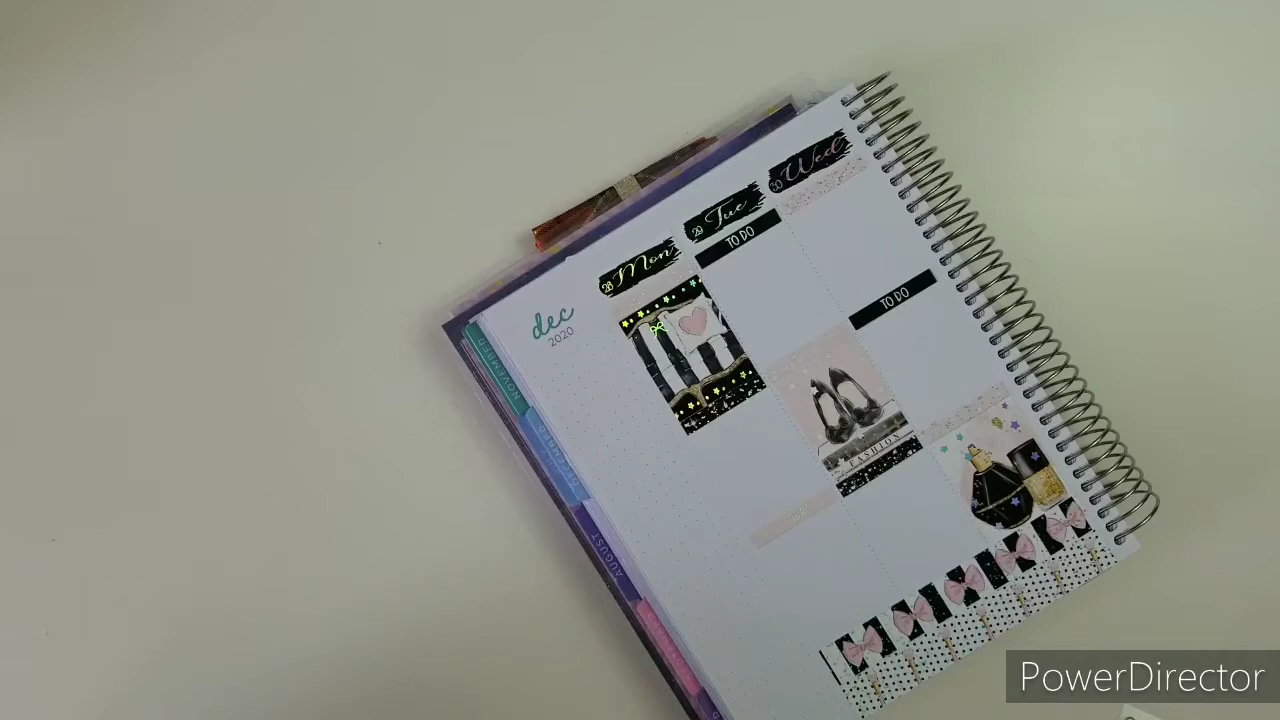 dec
2020
28 Mon
29 Tue
30 Wed
TO DO
TO DO
FASHION
NOVEMBER
DECEMBER
AUGUST
PowerDirector